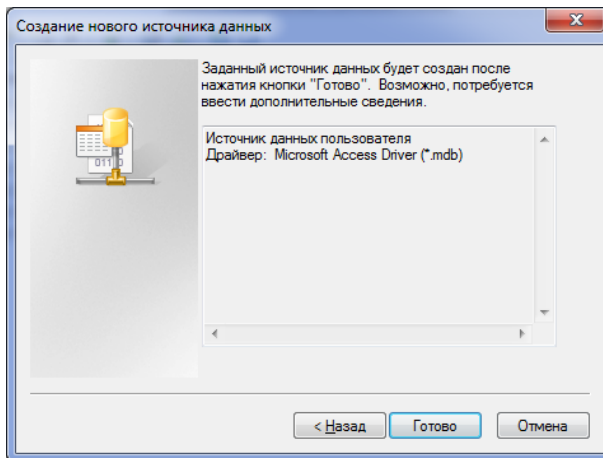 Создание нового источника данных
Заданный источник данных будет создан после
нажатия кнопки "Готово". Возможно, потребуется
ввести дополнительные сведения.
Источник данных пользователя
Драйвер: Microsoft Access Driver (*.mdb)
0110
< Назад
Готово
Отмена